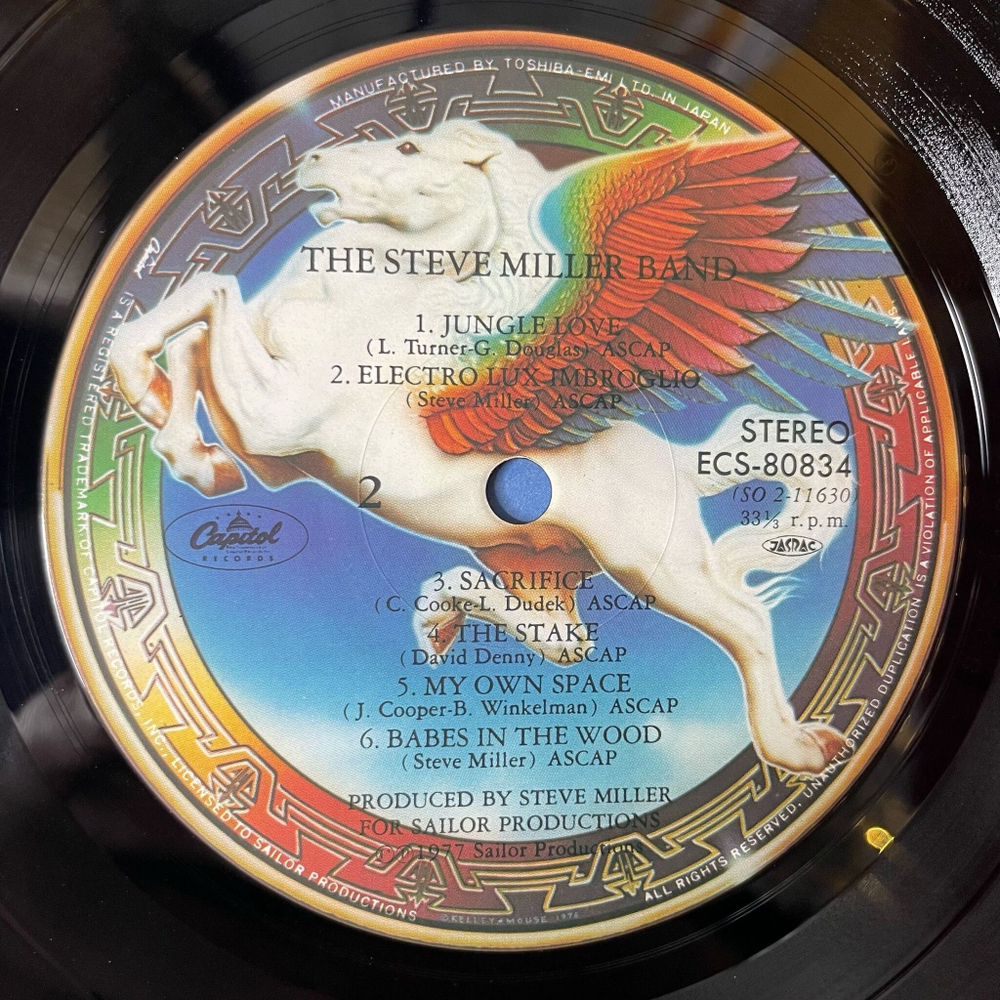 MANUFACTURED BY TOSHIBA-EMI LTD. IN JAPAN
THE STEVE MILLER BAND
1. JUNGLE LOVE
(L. Turner-G. Douglas) ASCAP
2. ELECTRO LUX IMBROGLIO
(Steve Miller) ASCAP
STEREO
ECS-80834
(SO 2-11630)
33⅓ r.p.m.
JASRAC
2
Capitol
RECORDS
3. SACRIFICE
(C. Cooke-L. Dudek) ASCAP
4. THE STAKE
(David Denny) ASCAP
5. MY OWN SPACE
(J. Cooper-B. Winkelman) ASCAP
6. BABES IN THE WOOD
(Steve Miller) ASCAP
PRODUCED BY STEVE MILLER
FOR SAILOR PRODUCTIONS
©℗1977 Sailor Productions
Capitol IS A REGISTERED TRADEMARK OF CAPITOL RECORDS, INC., LICENSED TO SAILOR PRODUCTIONS
©KELLEY-MOUSE 1976
ALL RIGHTS RESERVED. UNAUTHORIZED DUPLICATION IS A VIOLATION OF APPLICABLE LAWS.